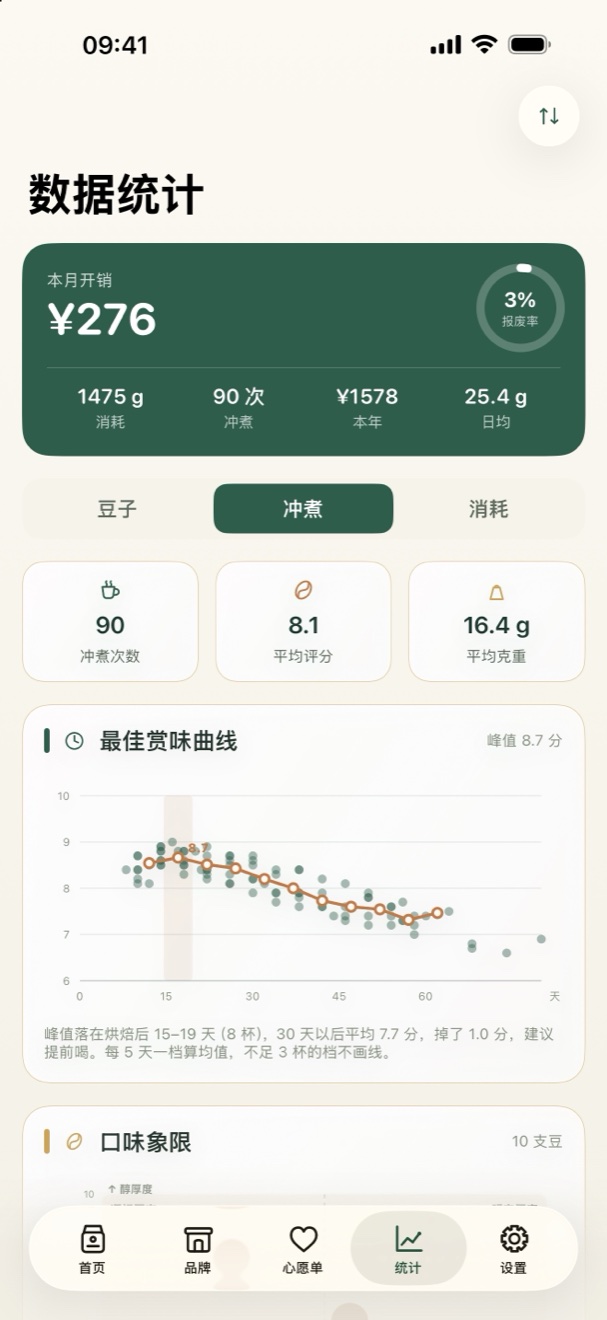 09:41
数据统计
本月开销
¥276
3%
报废率
1475 g
消耗
90 次
冲煮
¥1578
本年
25.4 g
日均
豆子
冲煮
消耗
90
冲煮次数
8.1
平均评分
16.4 g
平均克重
最佳赏味曲线
峰值 8.7 分
10
9
8.7
8
7
6
0
15
30
45
60
天
峰值落在烘焙后 15–19 天 (8 杯)，30 天以后平均 7.7 分，掉了 1.0 分，建议
提前喝。每 5 天一档算均值，不足 3 杯的档不画线。
口味象限
10 支豆
10
↑ 醇厚度
首页
品牌
心愿单
统计
设置